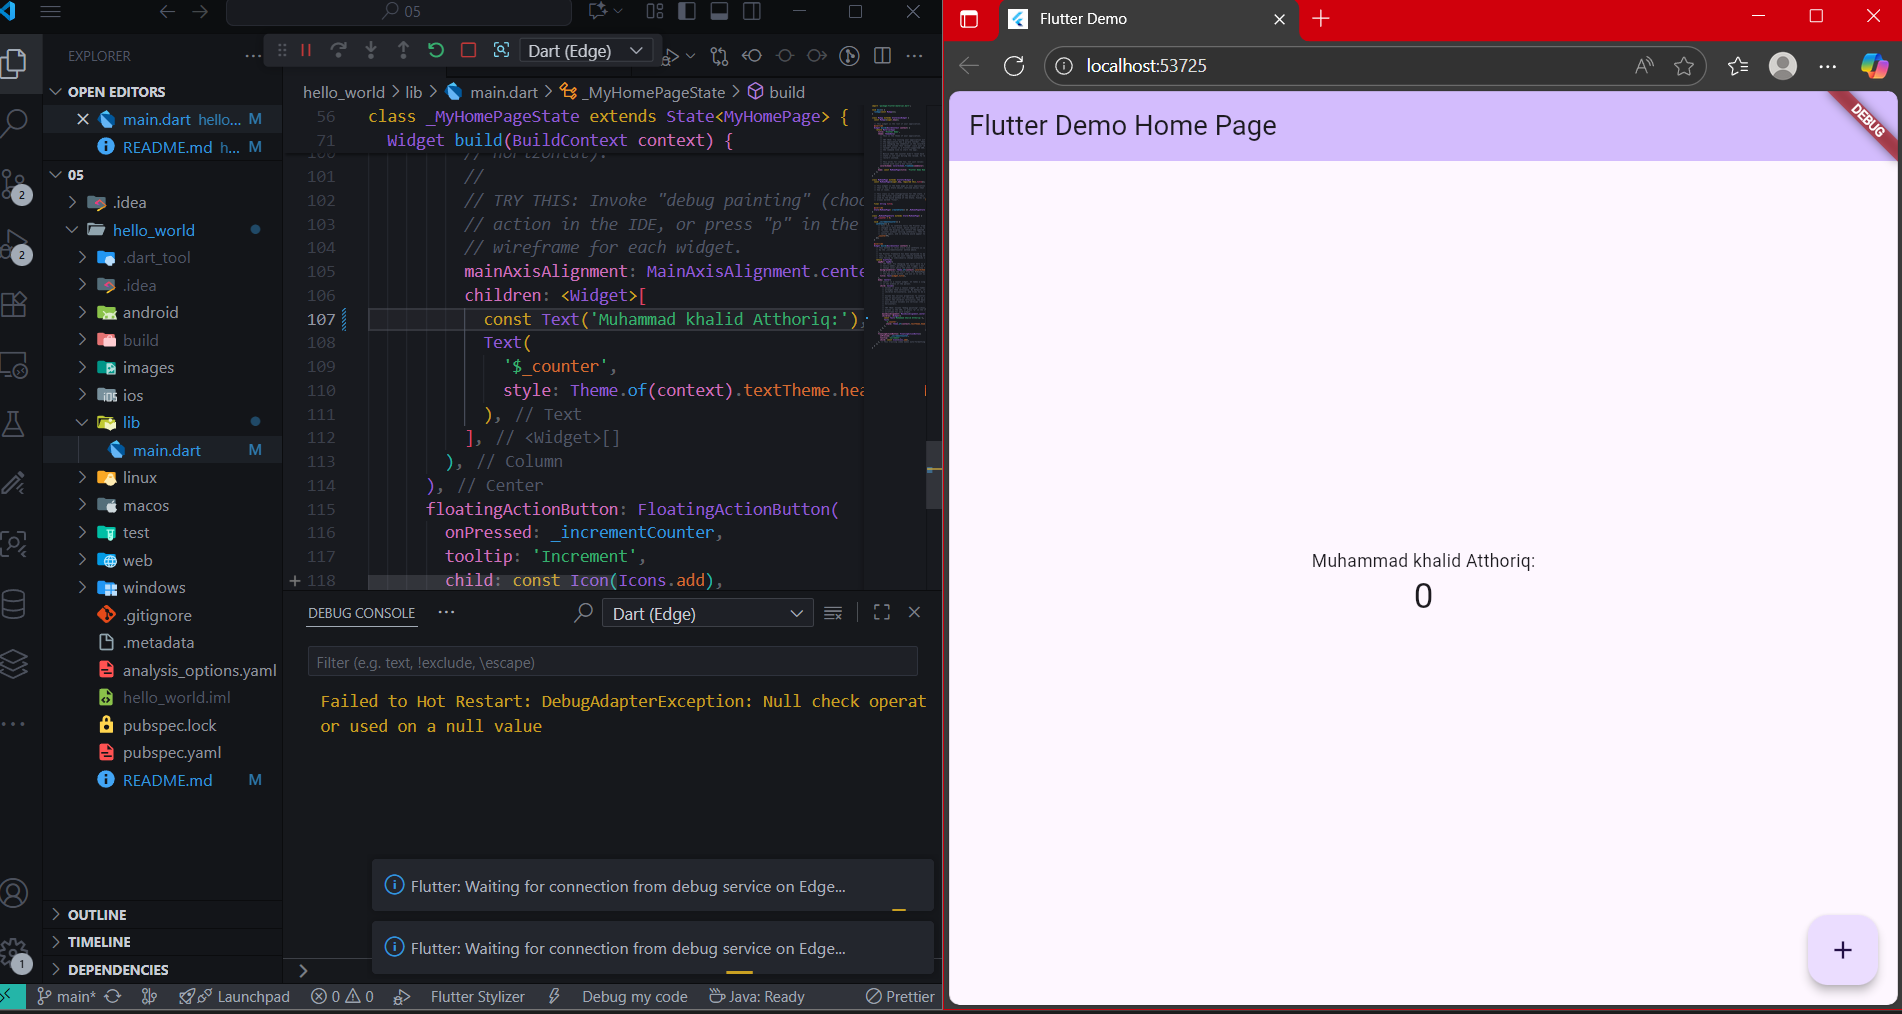 05
EXPLORER
Dart (Edge)
OPEN EDITORS
main.dart hello... M
README.md h... M
05
.idea
hello_world
.dart_tool
.idea
android
build
images
ios
lib
main.dart M
linux
macos
test
web
windows
.gitignore
.metadata
analysis_options.yaml
hello_world.iml
pubspec.lock
pubspec.yaml
README.md M
OUTLINE
TIMELINE
DEPENDENCIES
2
2
1
hello_world > lib > main.dart > _MyHomePageState > build
56 class _MyHomePageState extends State<MyHomePage> {
71 Widget build(BuildContext context) {
100 // horizontal).
101 //
102 // TRY THIS: Invoke "debug painting" (choo
103 // action in the IDE, or press "p" in the
104 // wireframe for each widget.
105 mainAxisAlignment: MainAxisAlignment.cente
106 children: <Widget>[
107 const Text('Muhammad khalid Atthoriq:'),
108 Text(
109 '$_counter',
110 style: Theme.of(context).textTheme.hea
111 ), // Text
112 ], // <Widget>[]
113 ), // Column
114 ), // Center
115 floatingActionButton: FloatingActionButton(
116 onPressed: _incrementCounter,
117 tooltip: 'Increment',
118 child: const Icon(Icons.add),
DEBUG CONSOLE
Dart (Edge)
Filter (e.g. text, !exclude, \escape)
Failed to Hot Restart: DebugAdapterException: Null check operat
or used on a null value
Flutter: Waiting for connection from debug service on Edge...
Flutter: Waiting for connection from debug service on Edge...
main* Launchpad 0 0 Flutter Stylizer Debug my code Java: Ready Prettier
Flutter Demo
localhost:53725
Flutter Demo Home Page
DEBUG
Muhammad khalid Atthoriq:
0